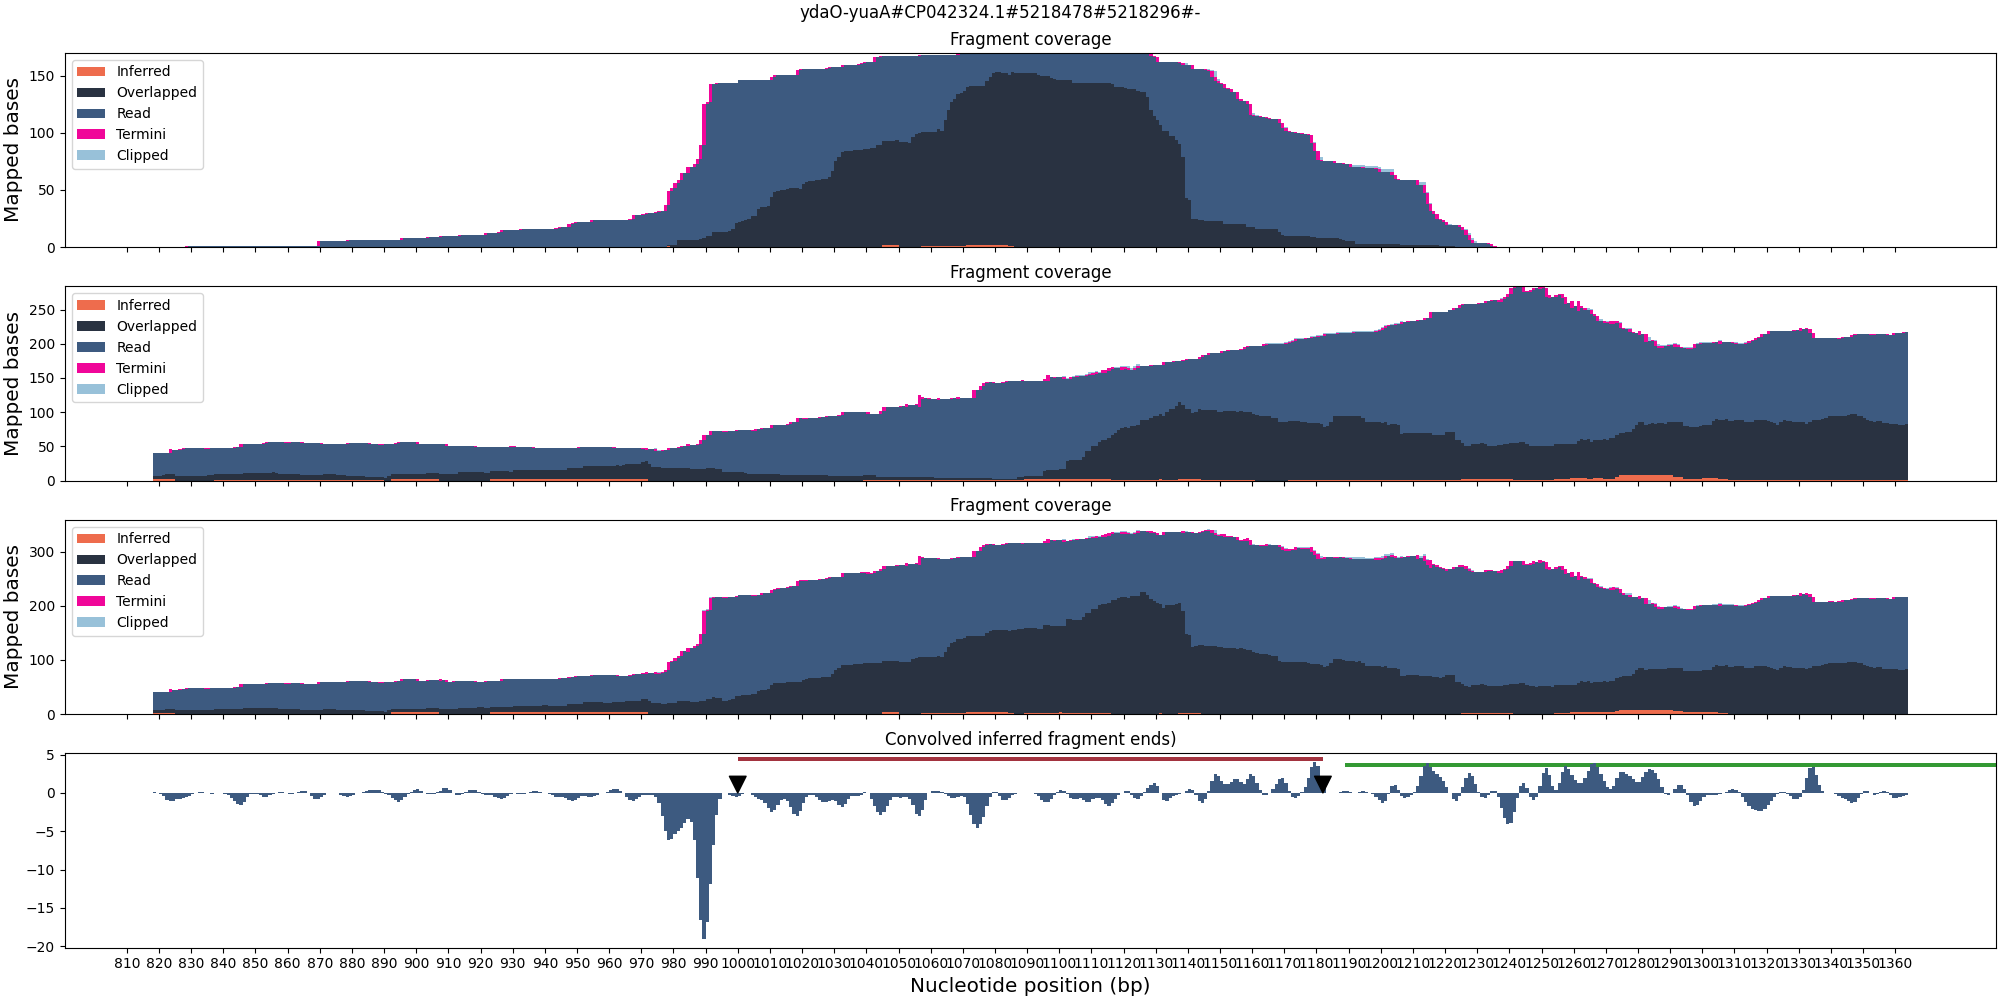 ydaO-yuaA#CP042324.1#5218478#5218296#-
Fragment coverage
Mapped bases
150
100
50
0
Inferred
Overlapped
Read
Termini
Clipped
Fragment coverage
Mapped bases
250
200
150
100
50
0
Inferred
Overlapped
Read
Termini
Clipped
Fragment coverage
Mapped bases
300
200
100
0
Inferred
Overlapped
Read
Termini
Clipped
Convolved inferred fragment ends)
5
0
−5
−10
−15
−20
810 820 830 840 850 860 870 880 890 900 910 920 930 940 950 960 970 980 990 1000 1010 1020 1030 1040 1050 1060 1070 1080 1090 1100 1110 1120 1130 1140 1150 1160 1170 1180 1190 1200 1210 1220 1230 1240 1250 1260 1270 1280 1290 1300 1310 1320 1330 1340 1350 1360
Nucleotide position (bp)